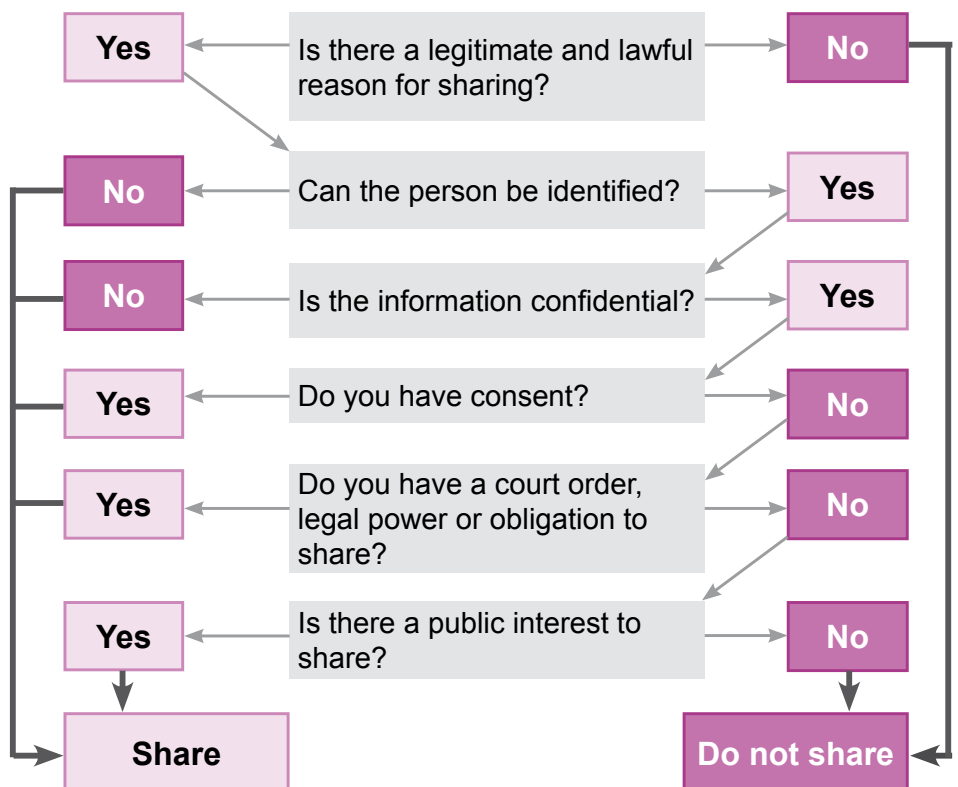 Yes
Is there a legitimate and lawful
reason for sharing?
No
No
Can the person be identified?
Yes
No
Is the information confidential?
Yes
Yes
Do you have consent?
No
Yes
Do you have a court order,
legal power or obligation to
share?
No
Yes
Is there a public interest to
share?
No
Share
Do not share